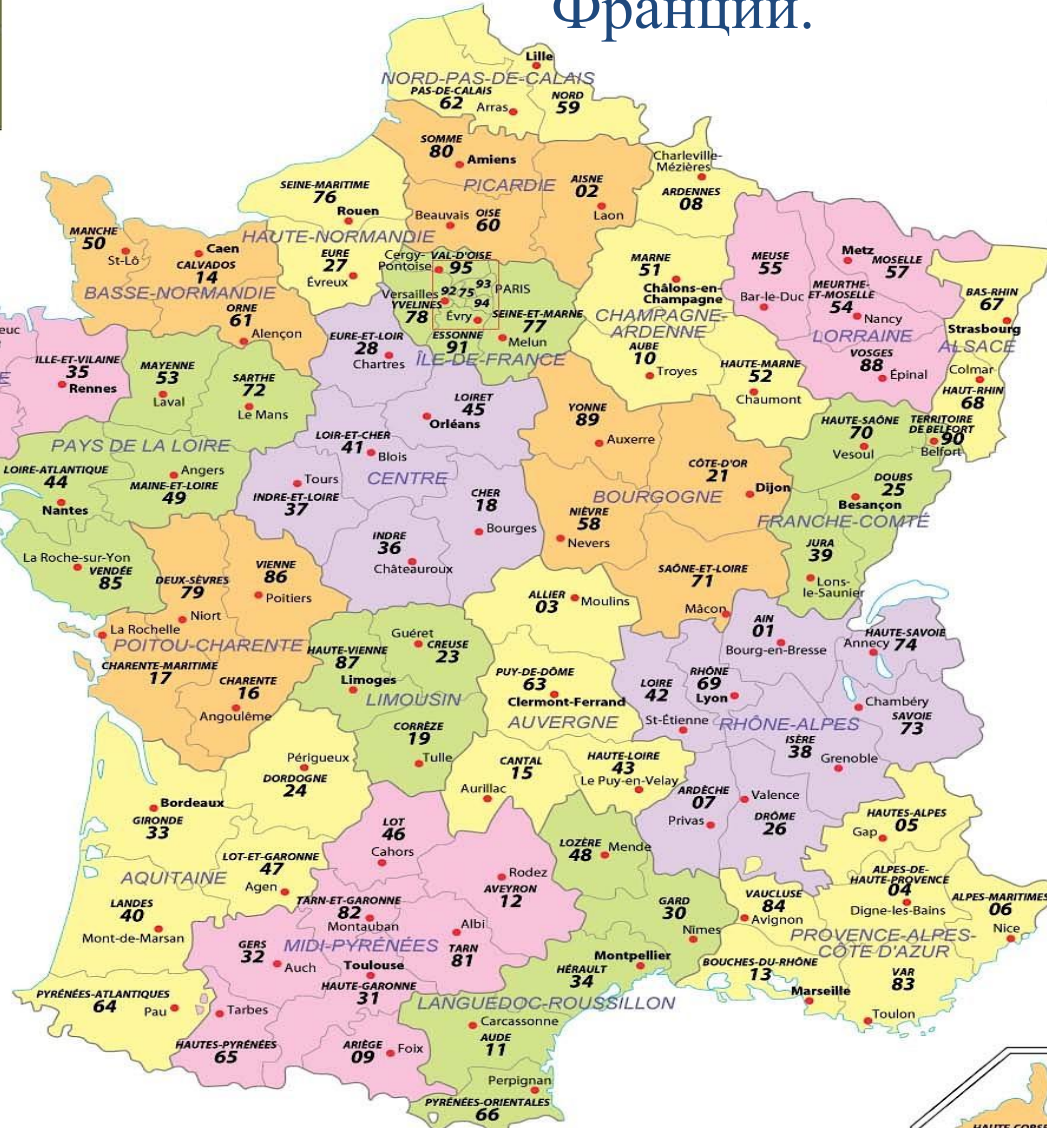 Франции.
Lille
NORD-PAS-DE-CALAIS
PAS-DE-CALAIS
62
Arras
NORD
59
SOMME
80
Amiens
PICARDIE
AISNE
02
Laon
Beauvais
OISE
60
Charleville-
Mézières
ARDENNES
08
SEINE-MARITIME
76
Rouen
HAUTE-NORMANDIE
EURE
27
Évreux
MANCHE
50
St-Lô
Caen
CALVADOS
14
BASSE-NORMANDIE
ORNE
61
Alençon
Cergy-
Pontoise
VAL-D'OISE
95
92
75
93
94
PARIS
Versailles
YVELINES
78
Évry
ESSONNE
91
SEINE-ET-MARNE
77
Melun
ÎLE-DE-FRANCE
MARNE
51
Châlons-en-
Champagne
CHAMPAGNE-
ARDENNE
AUBE
10
Troyes
HAUTE-MARNE
52
Chaumont
MEUSE
55
Bar-le-Duc
Metz
MOSELLE
57
MEURTHE-
ET-MOSELLE
54
Nancy
LORRAINE
VOSGES
88
Épinal
BAS-RHIN
67
Strasbourg
ALSACE
Colmar
HAUT-RHIN
68
euc
E
ILLE-ET-VILAINE
35
Rennes
MAYENNE
53
Laval
SARTHE
72
Le Mans
PAYS DE LA LOIRE
LOIRE-ATLANTIQUE
44
Nantes
Angers
MAINE-ET-LOIRE
49
La Roche-sur-Yon
VENDÉE
85
EURE-ET-LOIR
28
Chartres
LOIRET
45
Orléans
LOIR-ET-CHER
41
Blois
CENTRE
Tours
INDRE-ET-LOIRE
37
CHER
18
Bourges
INDRE
36
Châteauroux
YONNE
89
Auxerre
CÔTE-D'OR
21
Dijon
BOURGOGNE
NIÈVRE
58
Nevers
SAÔNE-ET-LOIRE
71
Mâcon
HAUTE-SAÔNE
70
Vesoul
TERRITOIRE
DE BELFORT
90
Belfort
DOUBS
25
Besançon
FRANCHE-COMTÉ
JURA
39
Lons-
le-Saunier
DEUX-SÈVRES
79
Niort
VIENNE
86
Poitiers
La Rochelle
POITOU-CHARENTE
CHARENTE-MARITIME
17
CHARENTE
16
Angoulême
HAUTE-VIENNE
87
Limoges
Guéret
CREUSE
23
LIMOUSIN
CORRÈZE
19
Tulle
ALLIER
03
Moulins
PUY-DE-DÔME
63
Clermont-Ferrand
AUVERGNE
CANTAL
15
Aurillac
HAUTE-LOIRE
43
Le Puy-en-Velay
AIN
01
Bourg-en-Bresse
HAUTE-SAVOIE
74
Annecy
LOIRE
42
St-Étienne
RHÔNE
69
Lyon
RHÔNE-ALPES
Chambéry
SAVOIE
73
ISÈRE
38
Grenoble
ARDÈCHE
07
Privas
Valence
DRÔME
26
Périgueux
DORDOGNE
24
Bordeaux
GIRONDE
33
LOT-ET-GARONNE
47
Agen
AQUITAINE
LANDES
40
Mont-de-Marsan
PYRÉNÉES-ATLANTIQUES
64
Pau
LOT
46
Cahors
Rodez
AVEYRON
12
TARN-ET-GARONNE
82
Montauban
Albi
TARN
81
GERS
32
Auch
MIDI-PYRÉNÉES
Toulouse
HAUTE-GARONNE
31
Tarbes
HAUTES-PYRÉNÉES
65
ARIÈGE
09
Foix
LOZÈRE
48
Mende
GARD
30
Nîmes
Montpellier
HÉRAULT
34
LANGUEDOC-ROUSSILLON
Carcassonne
AUDE
11
Perpignan
PYRÉNÉES-ORIENTALES
66
HAUTES-ALPES
05
Gap
ALPES-DE-
HAUTE-PROVENCE
04
Digne-les-Bains
ALPES-MARITIMES
06
Nice
VAUCLUSE
84
Avignon
PROVENCE-ALPES-
CÔTE-D'AZUR
BOUCHES-DU-RHÔNE
13
Marseille
VAR
83
Toulon